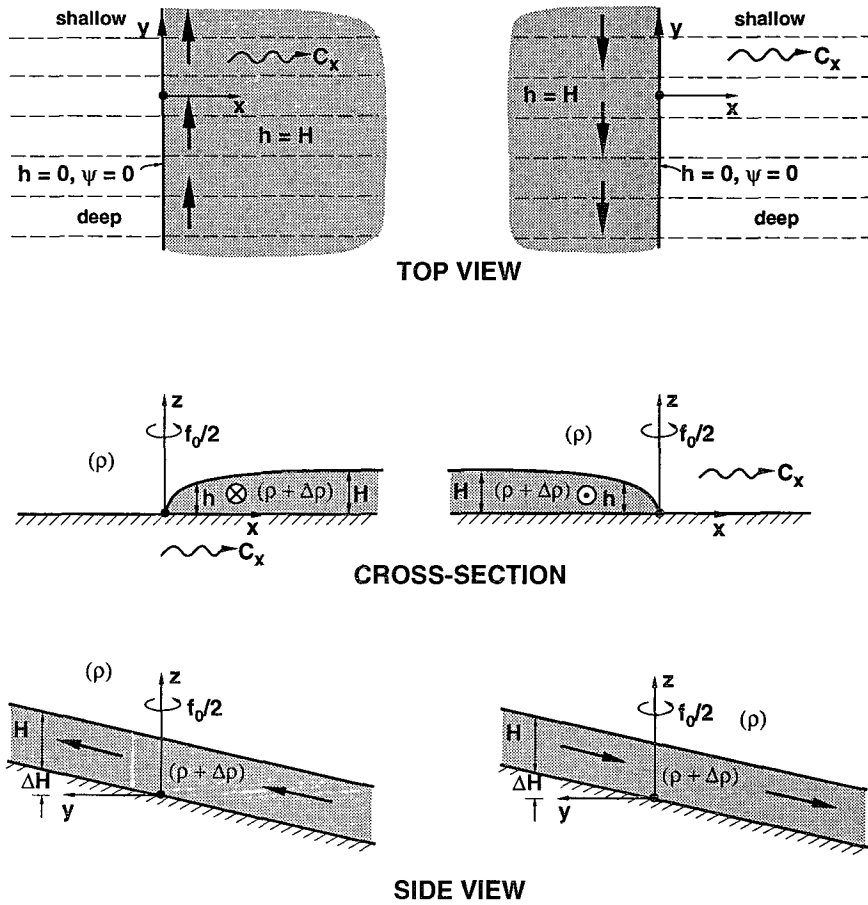 shallow
y
C_x
x
h = H
h = 0, ψ = 0
deep
shallow
y
C_x
h = H
x
h = 0, ψ = 0
deep
TOP VIEW
z
f_0/2
(ρ)
h
(ρ + Δρ)
H
x
C_x
z
f_0/2
(ρ)
C_x
H
(ρ + Δρ)
h
x
CROSS-SECTION
(ρ)
z
f_0/2
H
(ρ + Δρ)
ΔH
y
z
f_0/2
(ρ)
H
(ρ + Δρ)
ΔH
y
SIDE VIEW